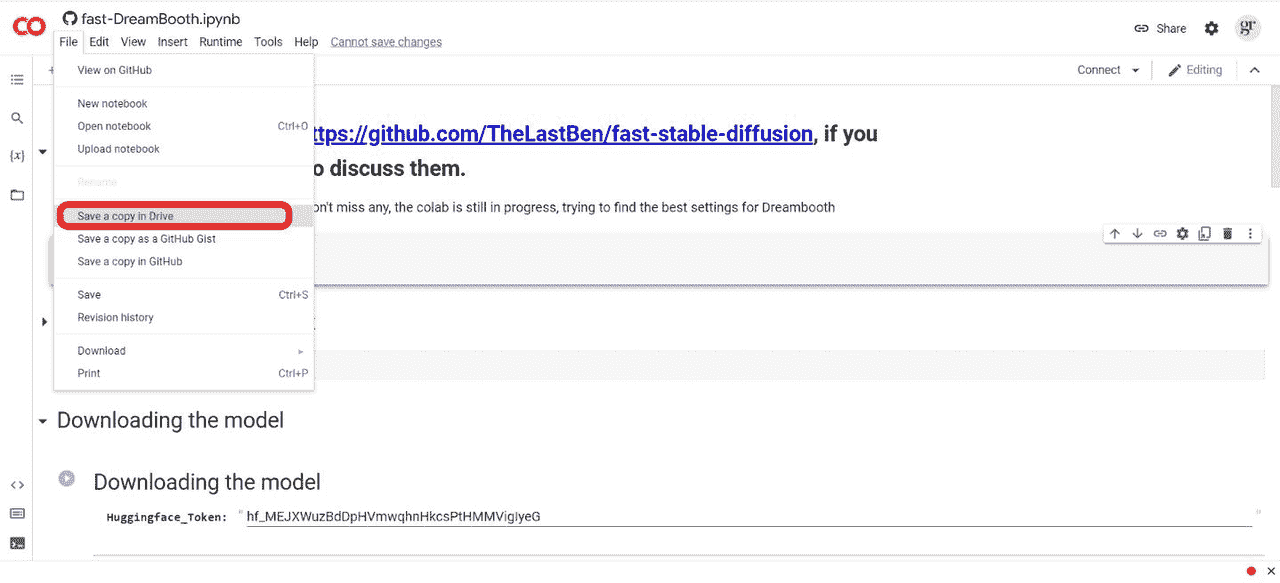 fast-DreamBooth.ipynb
File Edit View Insert Runtime Tools Help Cannot save changes
Share
gr
View on GitHub
Connect
Editing
New notebook
Open notebook Ctrl+O
Upload notebook
Rename
Save a copy in Drive
Save a copy as a GitHub Gist
Save a copy in GitHub
Save Ctrl+S
Revision history
Download
Print Ctrl+P
ttps://github.com/TheLastBen/fast-stable-diffusion, if you
o discuss them.
on't miss any, the colab is still in progress, trying to find the best settings for Dreambooth
{x}
Downloading the model
Downloading the model
Huggingface_Token: " 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 "